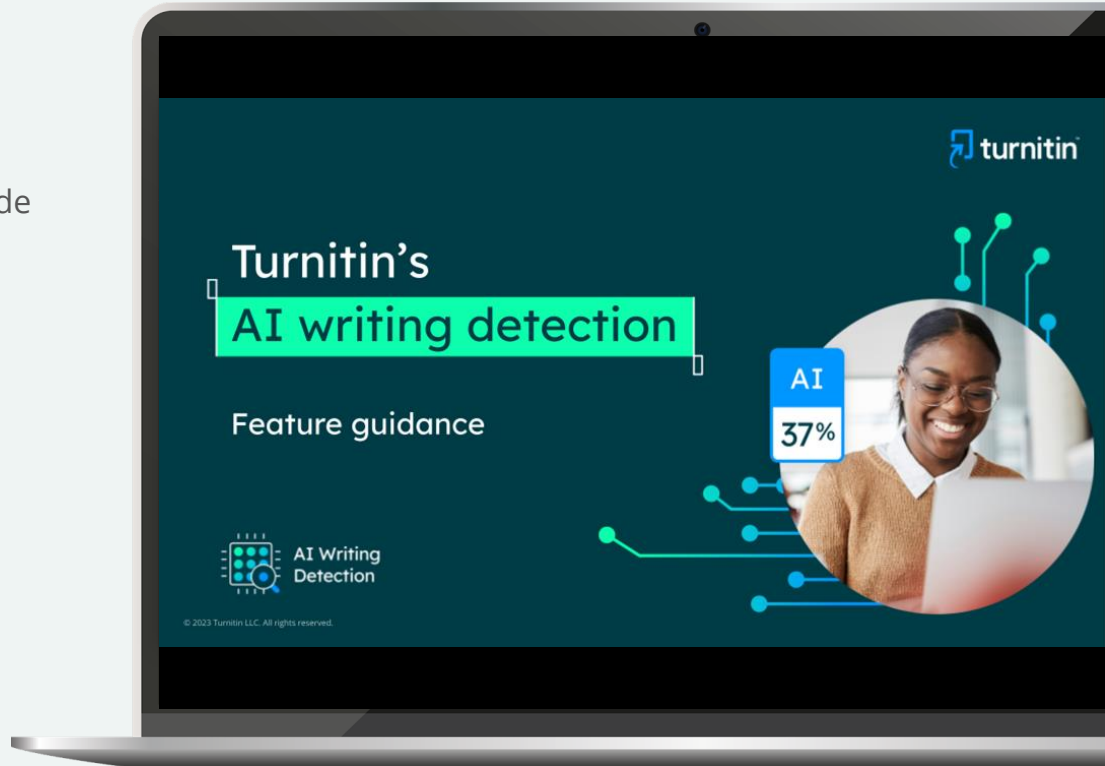 de
turnitin
Turnitin's
AI writing detection
Feature guidance
AI
37%
AI Writing
Detection
© 2023 Turnitin LLC. All rights reserved.